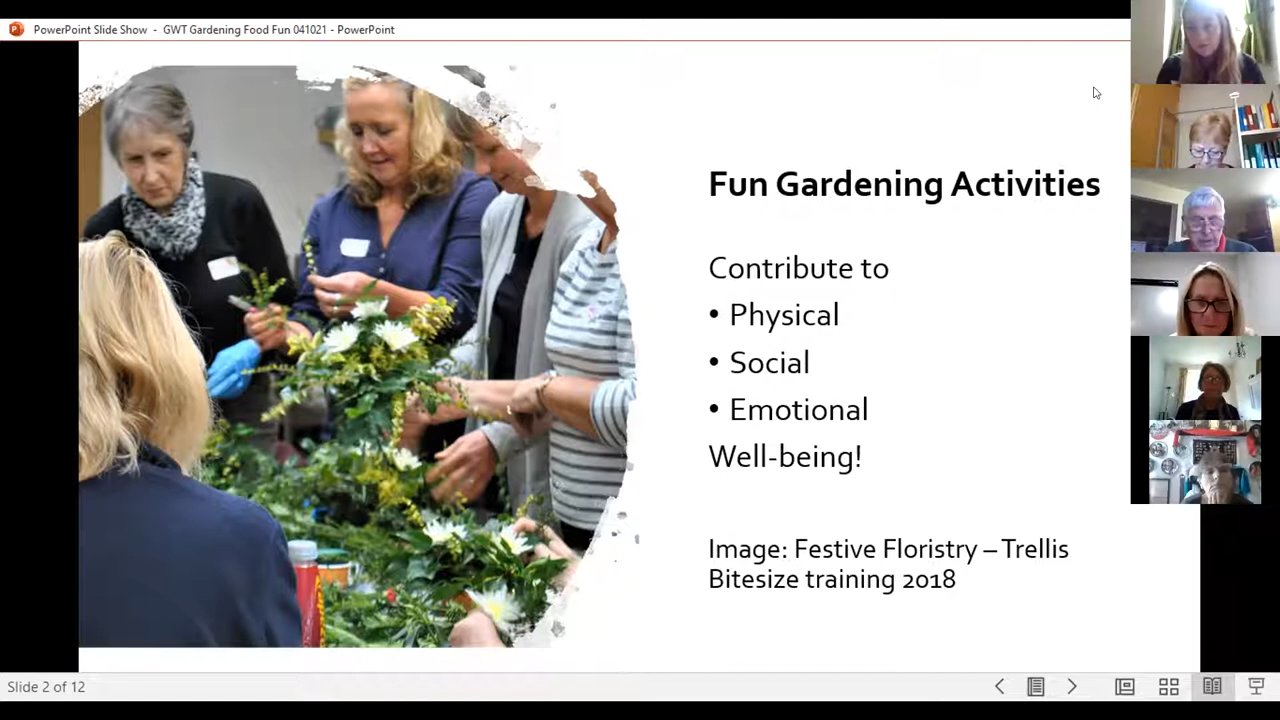 PowerPoint Slide Show - GWT Gardening Food Fun 041021 - PowerPoint
Fun Gardening Activities
Contribute to
• Physical
• Social
• Emotional
Well-being!
Image: Festive Floristry – Trellis
Bitesize training 2018
Slide 2 of 12